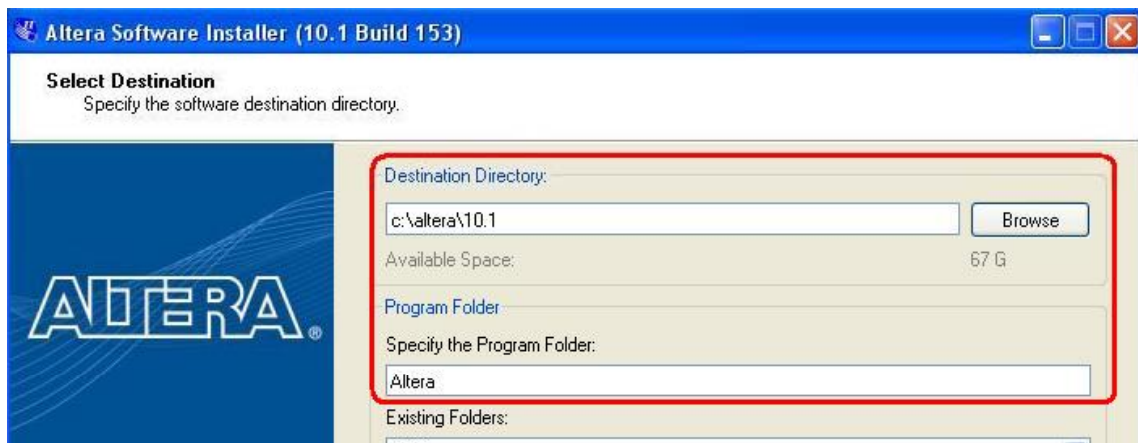 Altera Software Installer (10.1 Build 153)
Select Destination
Specify the software destination directory.
Destination Directory:
c:\altera\10.1
Browse
Available Space:
67 G
ALTERA®
Program Folder
Specify the Program Folder:
Altera
Existing Folders: